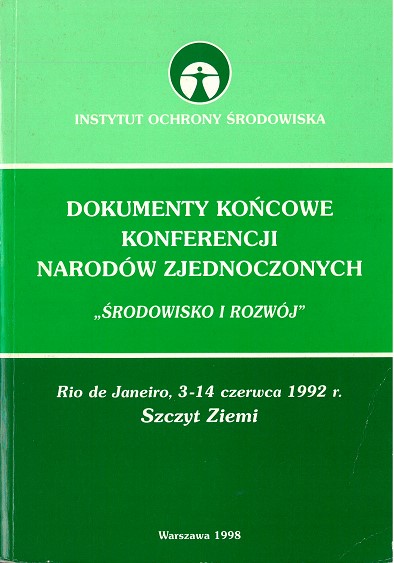 INSTYTUT OCHRONY ŚRODOWISKA
DOKUMENTY KOŃCOWE
KONFERENCJI
NARODÓW ZJEDNOCZONYCH
„ŚRODOWISKO I ROZWÓJ”
Rio de Janeiro, 3-14 czerwca 1992 r.
Szczyt Ziemi
Warszawa 1998